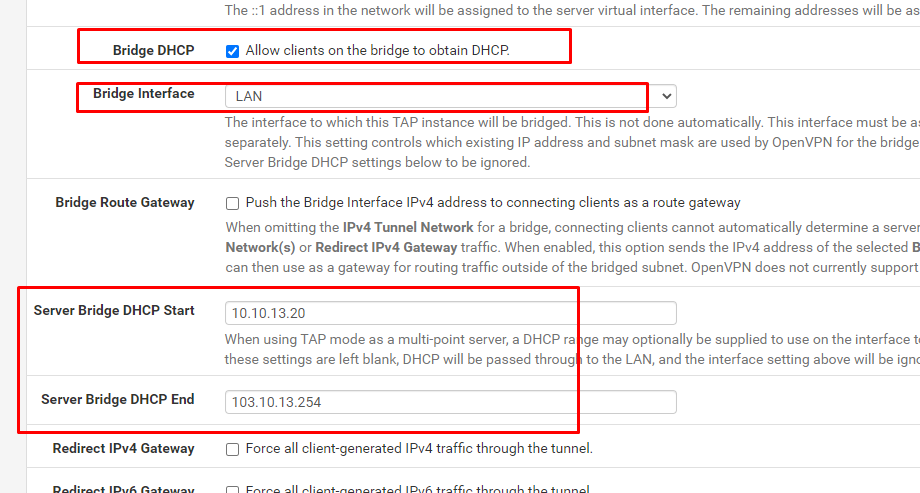 The ::1 address in the network will be assigned to the server virtual interface. The remaining addresses will be as
Bridge DHCP Allow clients on the bridge to obtain DHCP.
Bridge Interface LAN
The interface to which this TAP instance will be bridged. This is not done automatically. This interface must be as
separately. This setting controls which existing IP address and subnet mask are used by OpenVPN for the bridge
Server Bridge DHCP settings below to be ignored.
Bridge Route Gateway Push the Bridge Interface IPv4 address to connecting clients as a route gateway
When omitting the IPv4 Tunnel Network for a bridge, connecting clients cannot automatically determine a server
Network(s) or Redirect IPv4 Gateway traffic. When enabled, this option sends the IPv4 address of the selected B
can then use as a gateway for routing traffic outside of the bridged subnet. OpenVPN does not currently support
Server Bridge DHCP Start 10.10.13.20
When using TAP mode as a multi-point server, a DHCP range may optionally be supplied to use on the interface to
these settings are left blank, DHCP will be passed through to the LAN, and the interface setting above will be igno
Server Bridge DHCP End 103.10.13.254
Redirect IPv4 Gateway Force all client-generated IPv4 traffic through the tunnel.
Redirect IPv6 Gateway Force all client-generated IPv6 traffic through the tunnel.